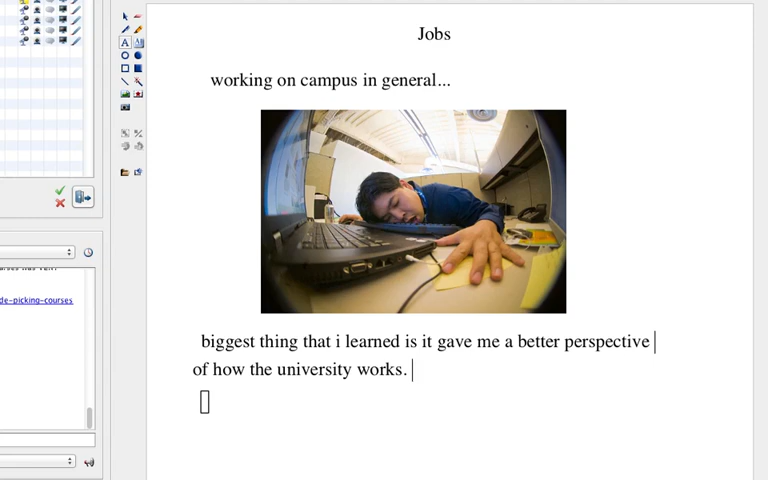 Jobs
working on campus in general...
biggest thing that i learned is it gave me a better perspective
of how the university works.
de-picking-courses